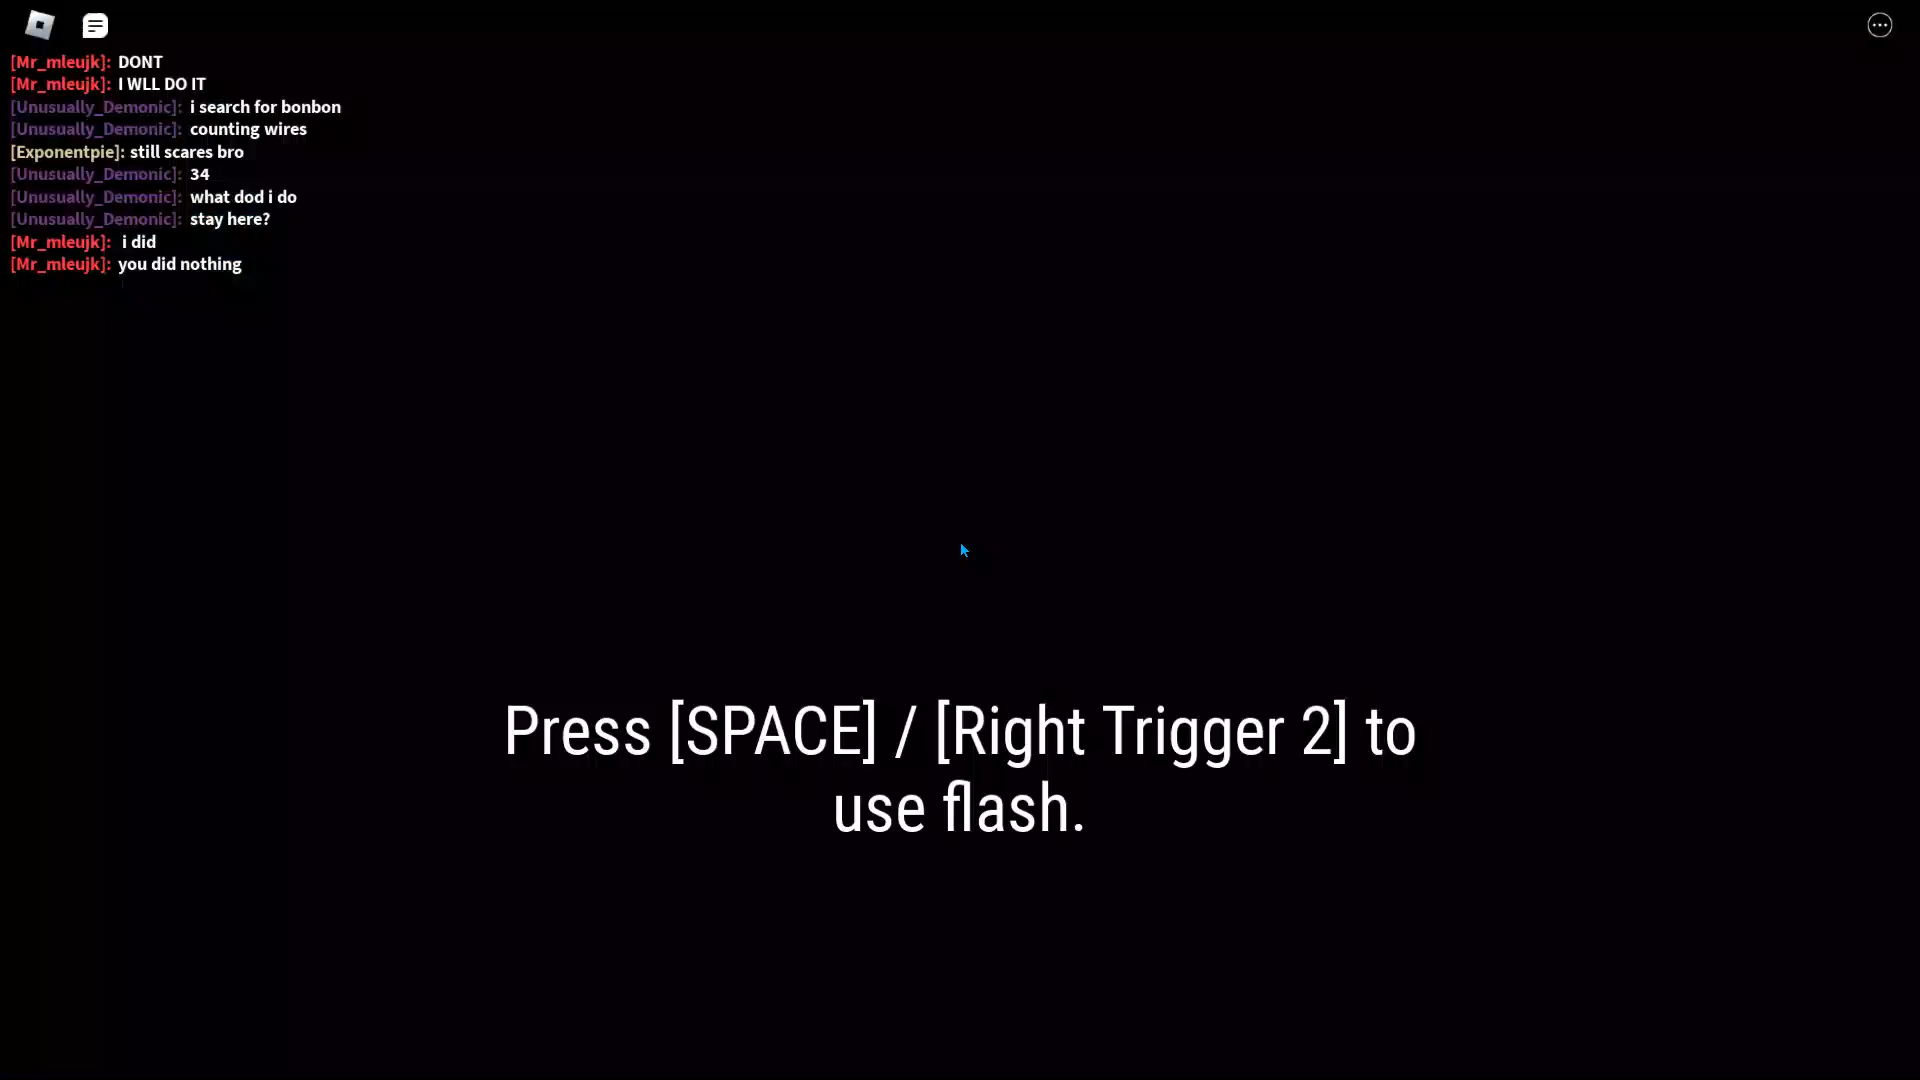 [Mr_mleujk]: DONT
[Mr_mleujk]: I WLL DO IT
[Unusually_Demonic]: i search for bonbon
[Unusually_Demonic]: counting wires
[Exponentpie]: still scares bro
[Unusually_Demonic]: 34
[Unusually_Demonic]: what dod i do
[Unusually_Demonic]: stay here?
[Mr_mleujk]: i did
[Mr_mleujk]: you did nothing
Press [SPACE] / [Right Trigger 2] to
use flash.